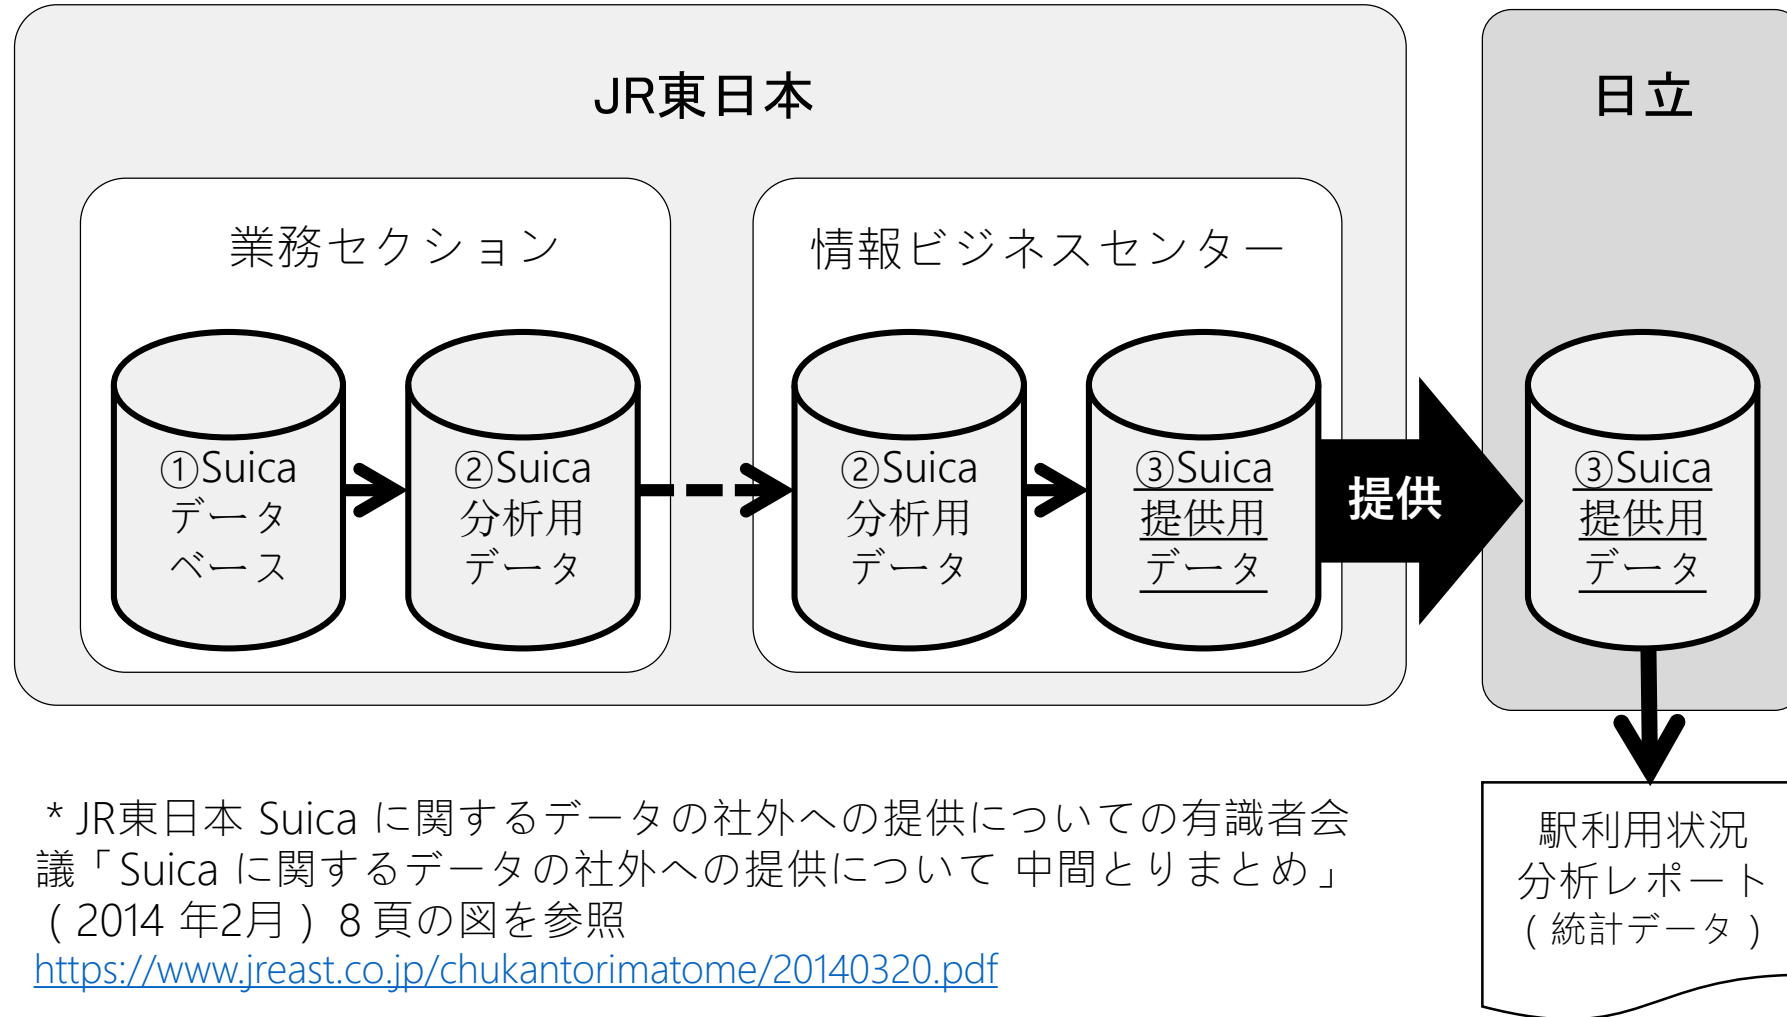 JR東日本
日立
業務セクション
情報ビジネスセンター
①Suica
データ
ベース
②Suica
分析用
データ
②Suica
分析用
データ
③Suica
提供用
データ
提供
③Suica
提供用
データ
* JR東日本 Suica に関するデータの社外への提供についての有識者会
議「Suica に関するデータの社外への提供について 中間とりまとめ」
(2014 年2月) 8 頁の図を参照
https://www.jreast.co.jp/chukantorimatome/20140320.pdf
駅利用状況
分析レポート
(統計データ)